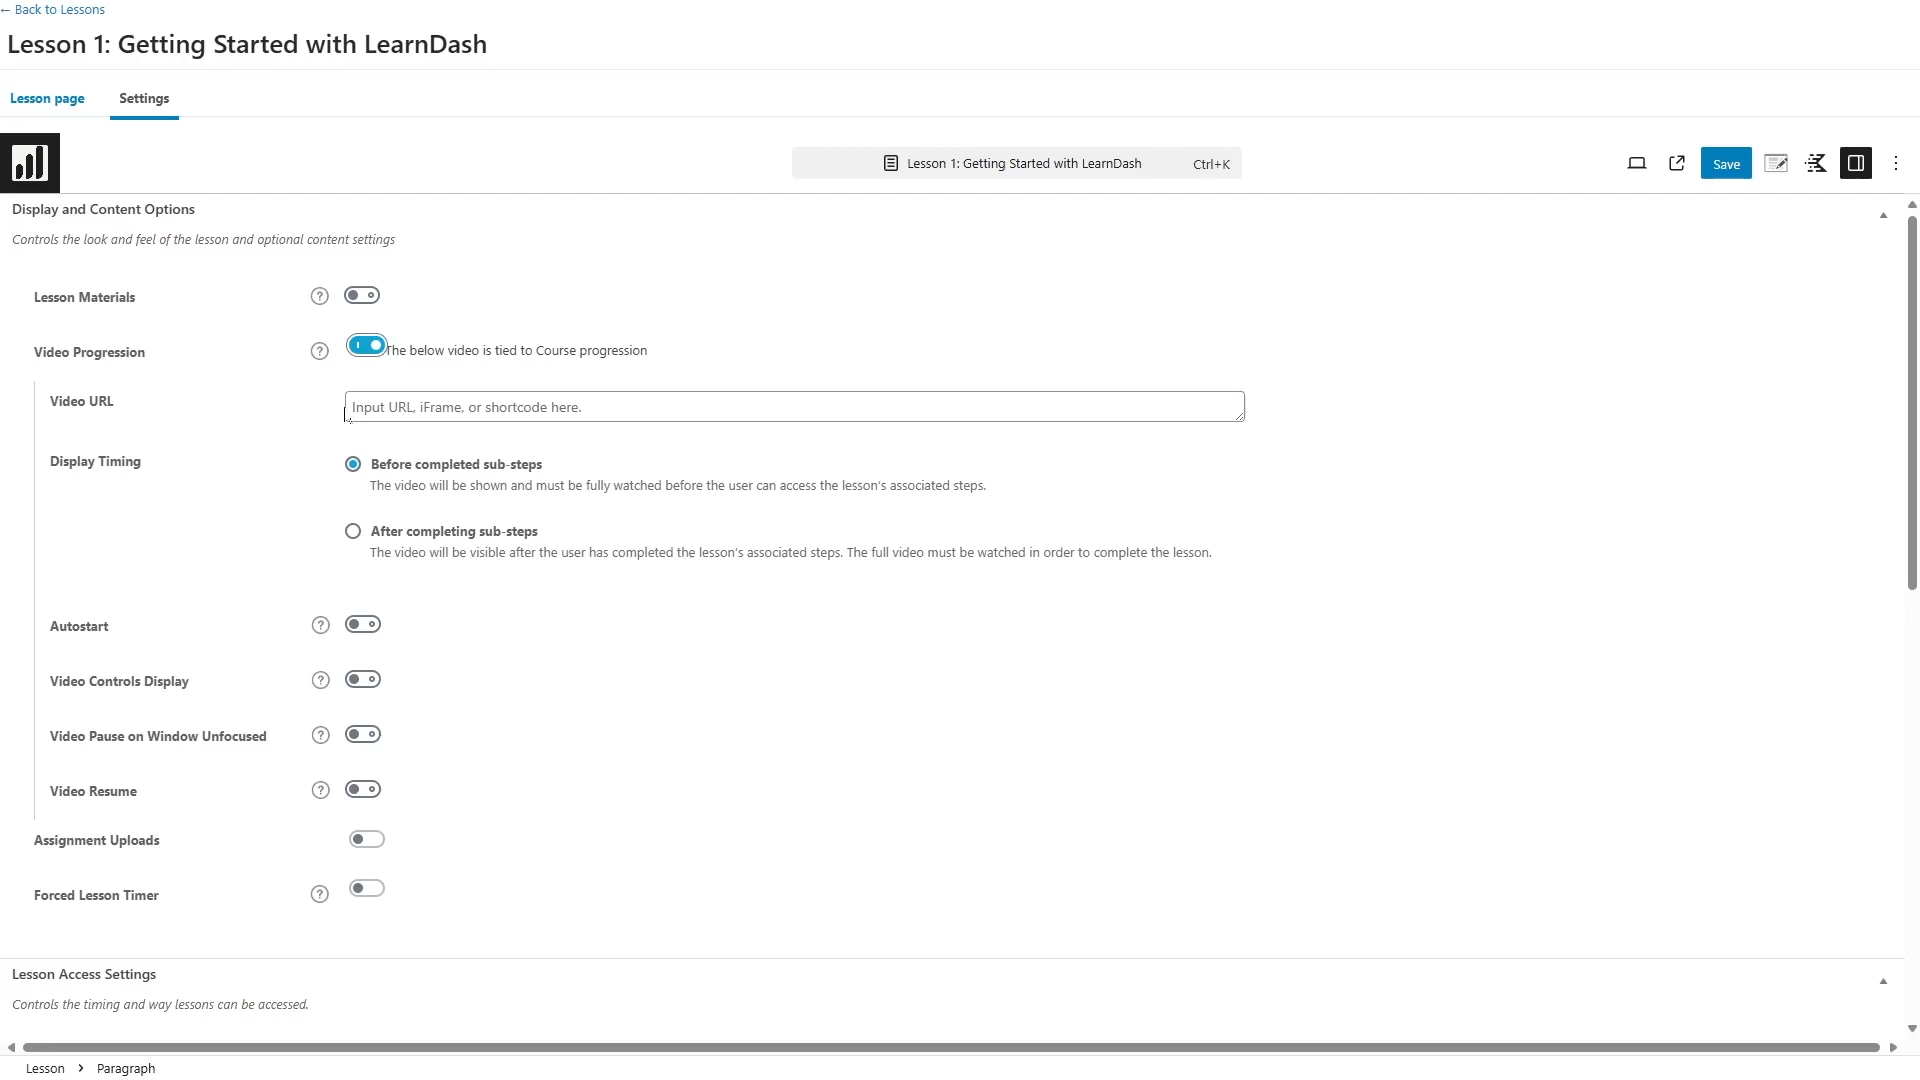 ← Back to Lessons
Lesson 1: Getting Started with LearnDash
Lesson page Settings
Lesson 1: Getting Started with LearnDash Ctrl+K
Save
Display and Content Options
Controls the look and feel of the lesson and optional content settings
Lesson Materials
Video Progression The below video is tied to Course progression
Video URL Input URL, iFrame, or shortcode here.
Display Timing Before completed sub-steps
The video will be shown and must be fully watched before the user can access the lesson's associated steps.
After completing sub-steps
The video will be visible after the user has completed the lesson's associated steps. The full video must be watched in order to complete the lesson.
Autostart
Video Controls Display
Video Pause on Window Unfocused
Video Resume
Assignment Uploads
Forced Lesson Timer
Lesson Access Settings
Controls the timing and way lessons can be accessed.
Lesson › Paragraph